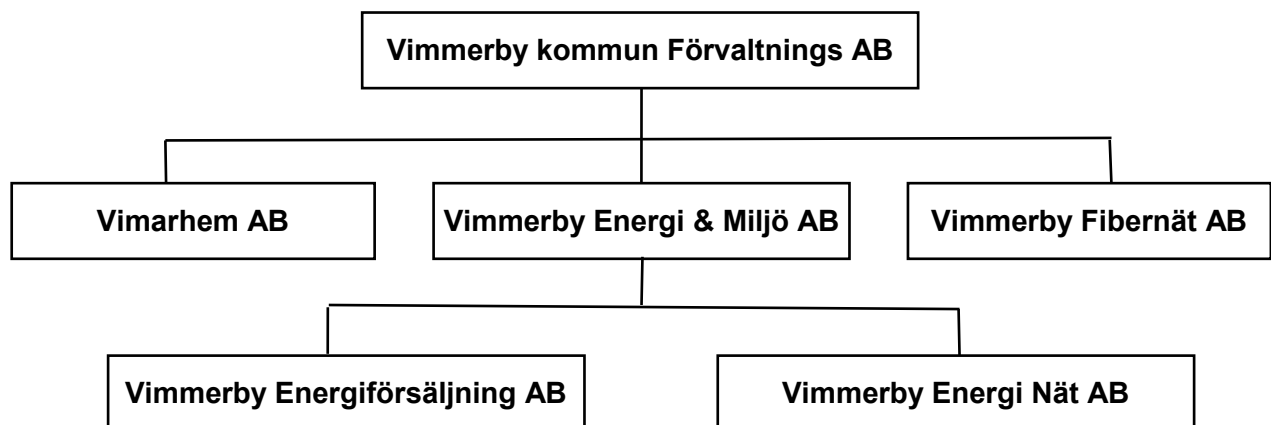 Vimmerby kommun Förvaltnings AB
Vimarhem AB
Vimmerby Energi & Miljö AB
Vimmerby Fibernät AB
Vimmerby Energiförsäljning AB
Vimmerby Energi Nät AB